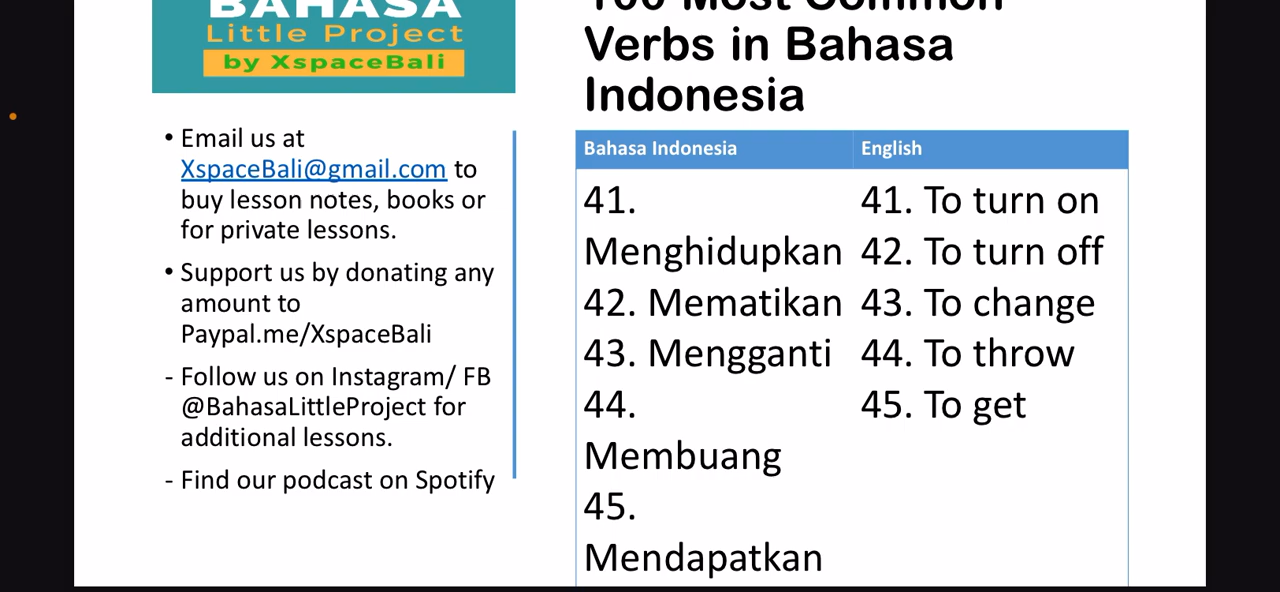 BAHASA
Little Project
by XspaceBali
• Email us at
XspaceBali@gmail.com to
buy lesson notes, books or
for private lessons.
• Support us by donating any
amount to
Paypal.me/XspaceBali
- Follow us on Instagram/ FB
@BahasaLittleProject for
additional lessons.
- Find our podcast on Spotify
100 Most Common
Verbs in Bahasa
Indonesia
Bahasa Indonesia
41.
Menghidupkan
42. Mematikan
43. Mengganti
44.
Membuang
45.
Mendapatkan
English
41. To turn on
42. To turn off
43. To change
44. To throw
45. To get